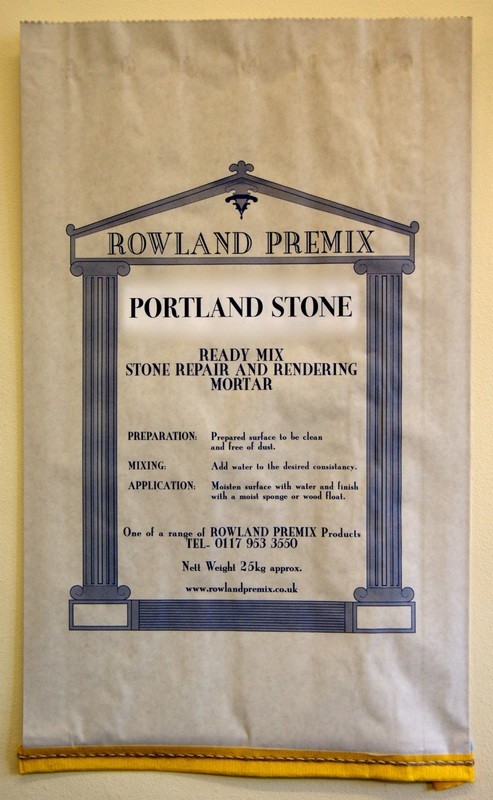 ROWLAND PREMIX
PORTLAND STONE
READY MIX
STONE REPAIR AND RENDERING
MORTAR
PREPARATION: Prepared surface to be clean
and free of dust.
MIXING: Add water to the desired consistancy.
APPLICATION: Moisten surface with water and finish
with a moist sponge or wood float.
One of a range of ROWLAND PREMIX Products
TEL- 0117 953 3550
Nett Weight 25kg approx.
www.rowlandpremix.co.uk